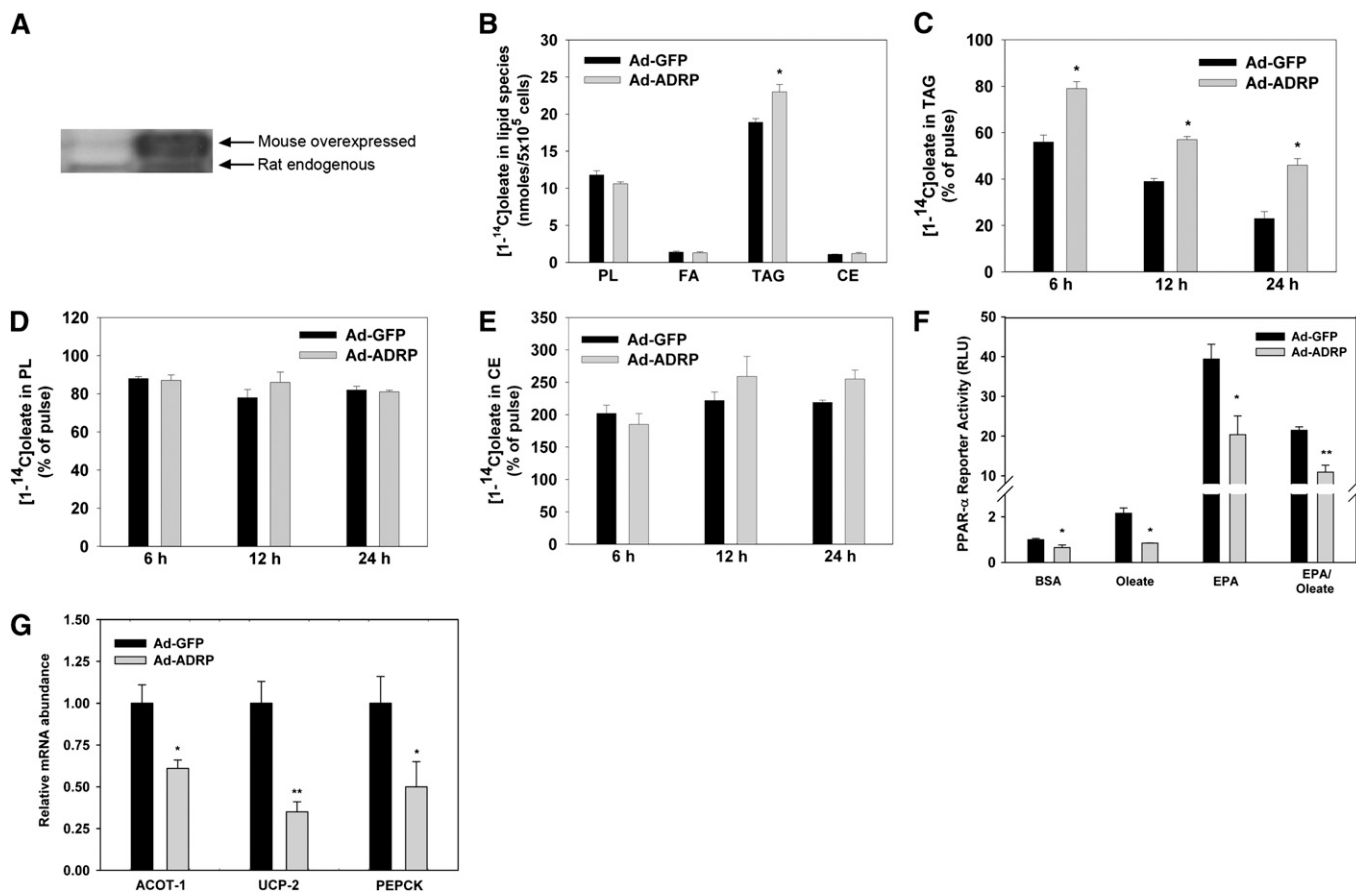 A
Mouse overexpressed
Rat endogenous
B
[1-¹⁴C]oleate in lipid species
(nmoles/5x10⁵ cells)
30
25
20
15
10
5
0
Ad-GFP
Ad-ADRP
*
PL FA TAG CE
C
[1-¹⁴C]oleate in TAG
(% of pulse)
100
80
60
40
20
0
Ad-GFP
Ad-ADRP
* * *
6 h 12 h 24 h
D
[1-¹⁴C]oleate in PL
(% of pulse)
120
100
80
60
40
20
0
Ad-GFP
Ad-ADRP
6 h 12 h 24 h
E
[1-¹⁴C]oleate in CE
(% of pulse)
350
300
250
200
150
100
50
0
Ad-GFP
Ad-ADRP
6 h 12 h 24 h
F
PPAR-α Reporter Activity (RLU)
50
40
30
20
10
2
0
Ad-GFP
Ad-ADRP
* * * **
BSA Oleate EPA EPA/
Oleate
G
Relative mRNA abundance
1.50
1.25
1.00
0.75
0.50
0.25
0.00
Ad-GFP
Ad-ADRP
* ** *
ACOT-1 UCP-2 PEPCK